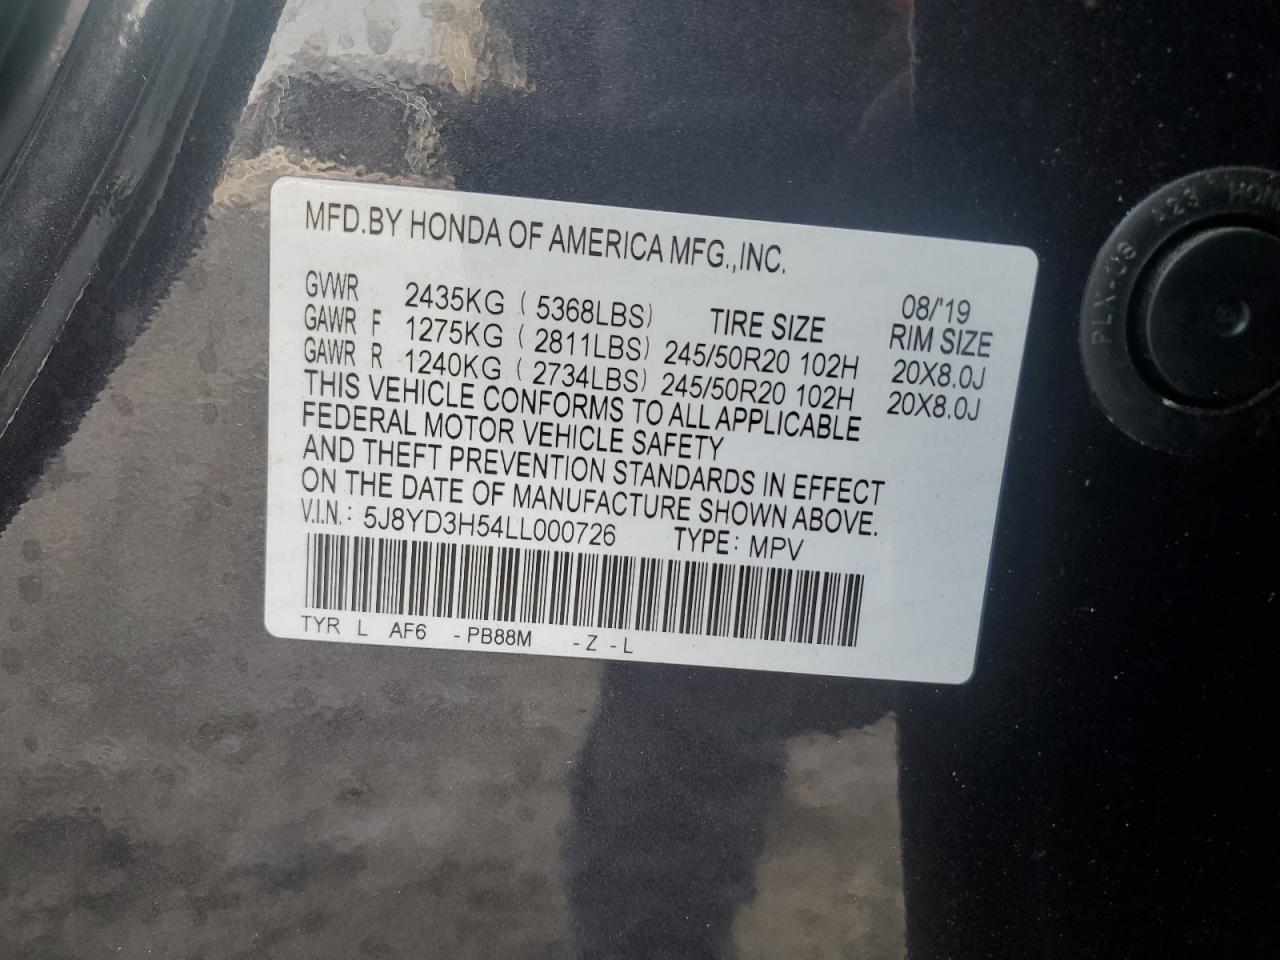 MFD.BY HONDA OF AMERICA MFG.,INC.
08/'19
GVWR 2435KG ( 5368LBS) TIRE SIZE RIM SIZE
GAWR F 1275KG ( 2811LBS) 245/50R20 102H 20X8.0J
GAWR R 1240KG ( 2734LBS) 245/50R20 102H 20X8.0J
THIS VEHICLE CONFORMS TO ALL APPLICABLE
FEDERAL MOTOR VEHICLE SAFETY
AND THEFT PREVENTION STANDARDS IN EFFECT
ON THE DATE OF MANUFACTURE SHOWN ABOVE.
V.I.N.: 5J8YD3H54LL000726 TYPE: MPV
TYR L AF6 -PB88M -Z -L
PLX-US A23